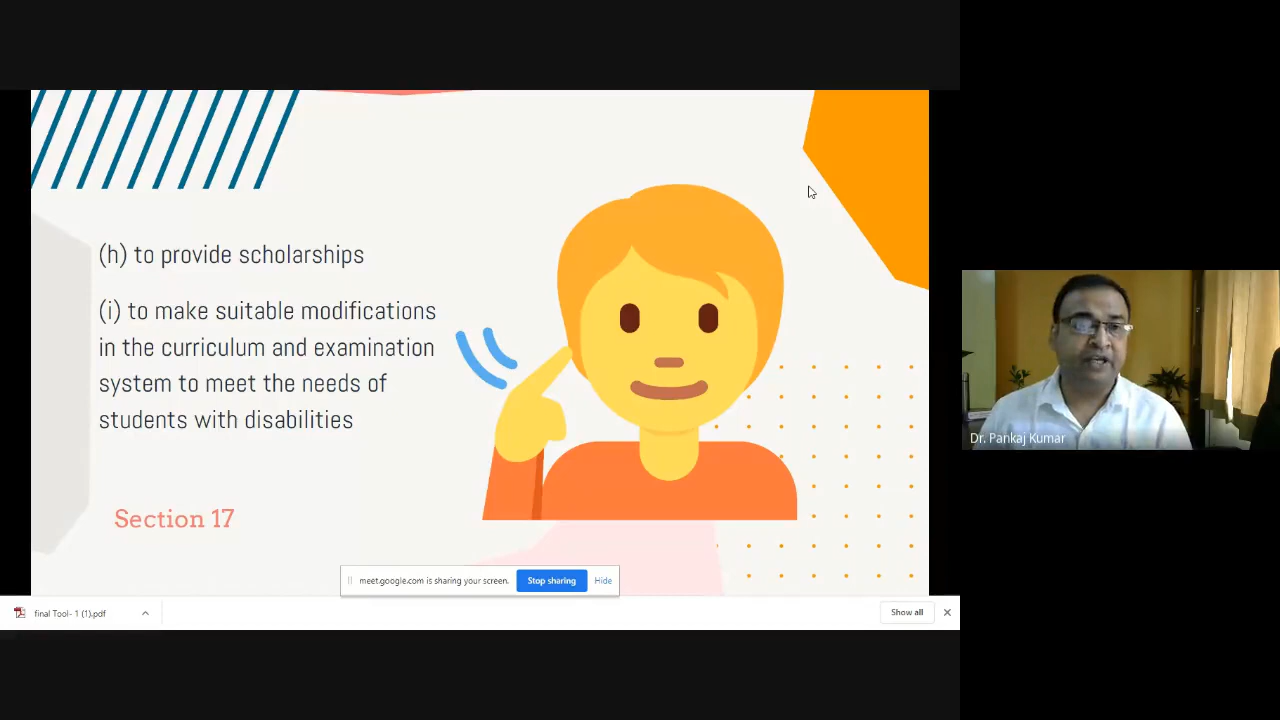 (h) to provide scholarships
(i) to make suitable modifications
in the curriculum and examination
system to meet the needs of
students with disabilities
Section 17
Dr. Pankaj Kumar
meet.google.com is sharing your screen.
Stop sharing
Hide
final Tool- 1 (1).pdf
Show all